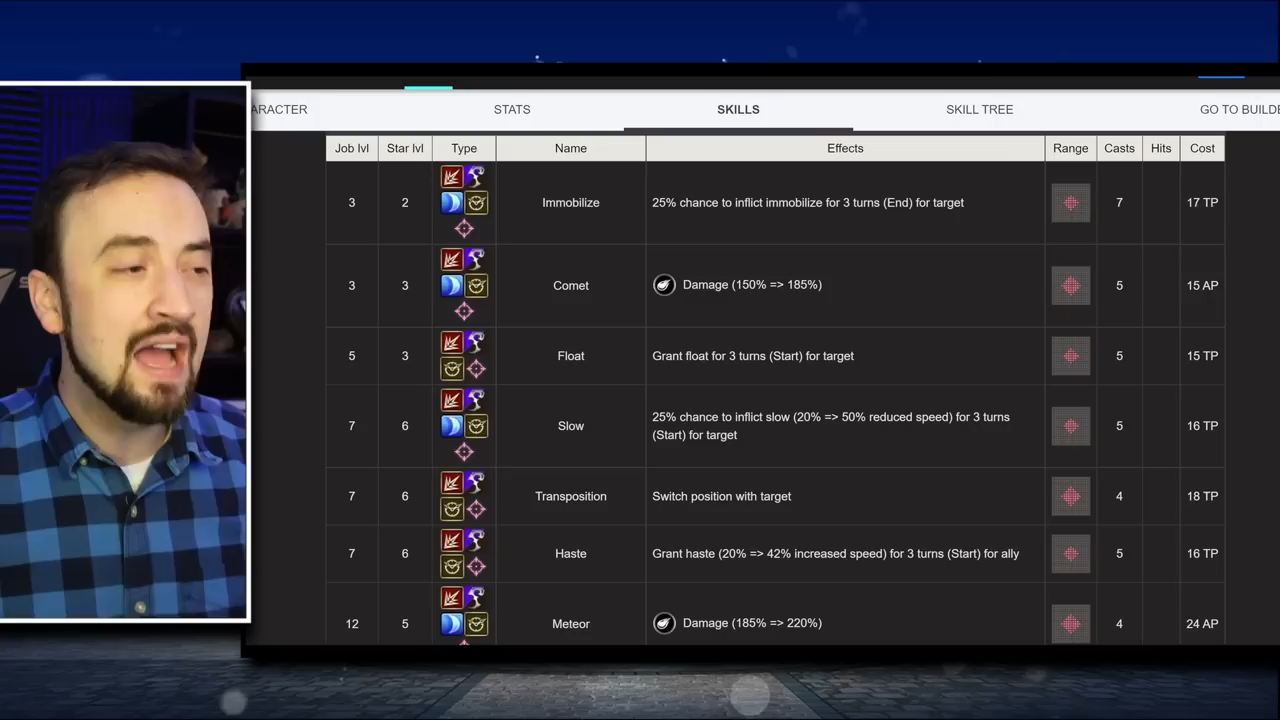 ARACTER STATS SKILLS SKILL TREE GO TO BUILDE
Job lvl Star lvl Type Name Effects Range Casts Hits Cost
3 2 Immobilize 25% chance to inflict immobilize for 3 turns (End) for target 7 17 TP
3 3 Comet Damage (150% => 185%) 5 15 AP
5 3 Float Grant float for 3 turns (Start) for target 5 15 TP
7 6 Slow 25% chance to inflict slow (20% => 50% reduced speed) for 3 turns
(Start) for target 5 16 TP
7 6 Transposition Switch position with target 4 18 TP
7 6 Haste Grant haste (20% => 42% increased speed) for 3 turns (Start) for ally 5 16 TP
12 5 Meteor Damage (185% => 220%) 4 24 AP